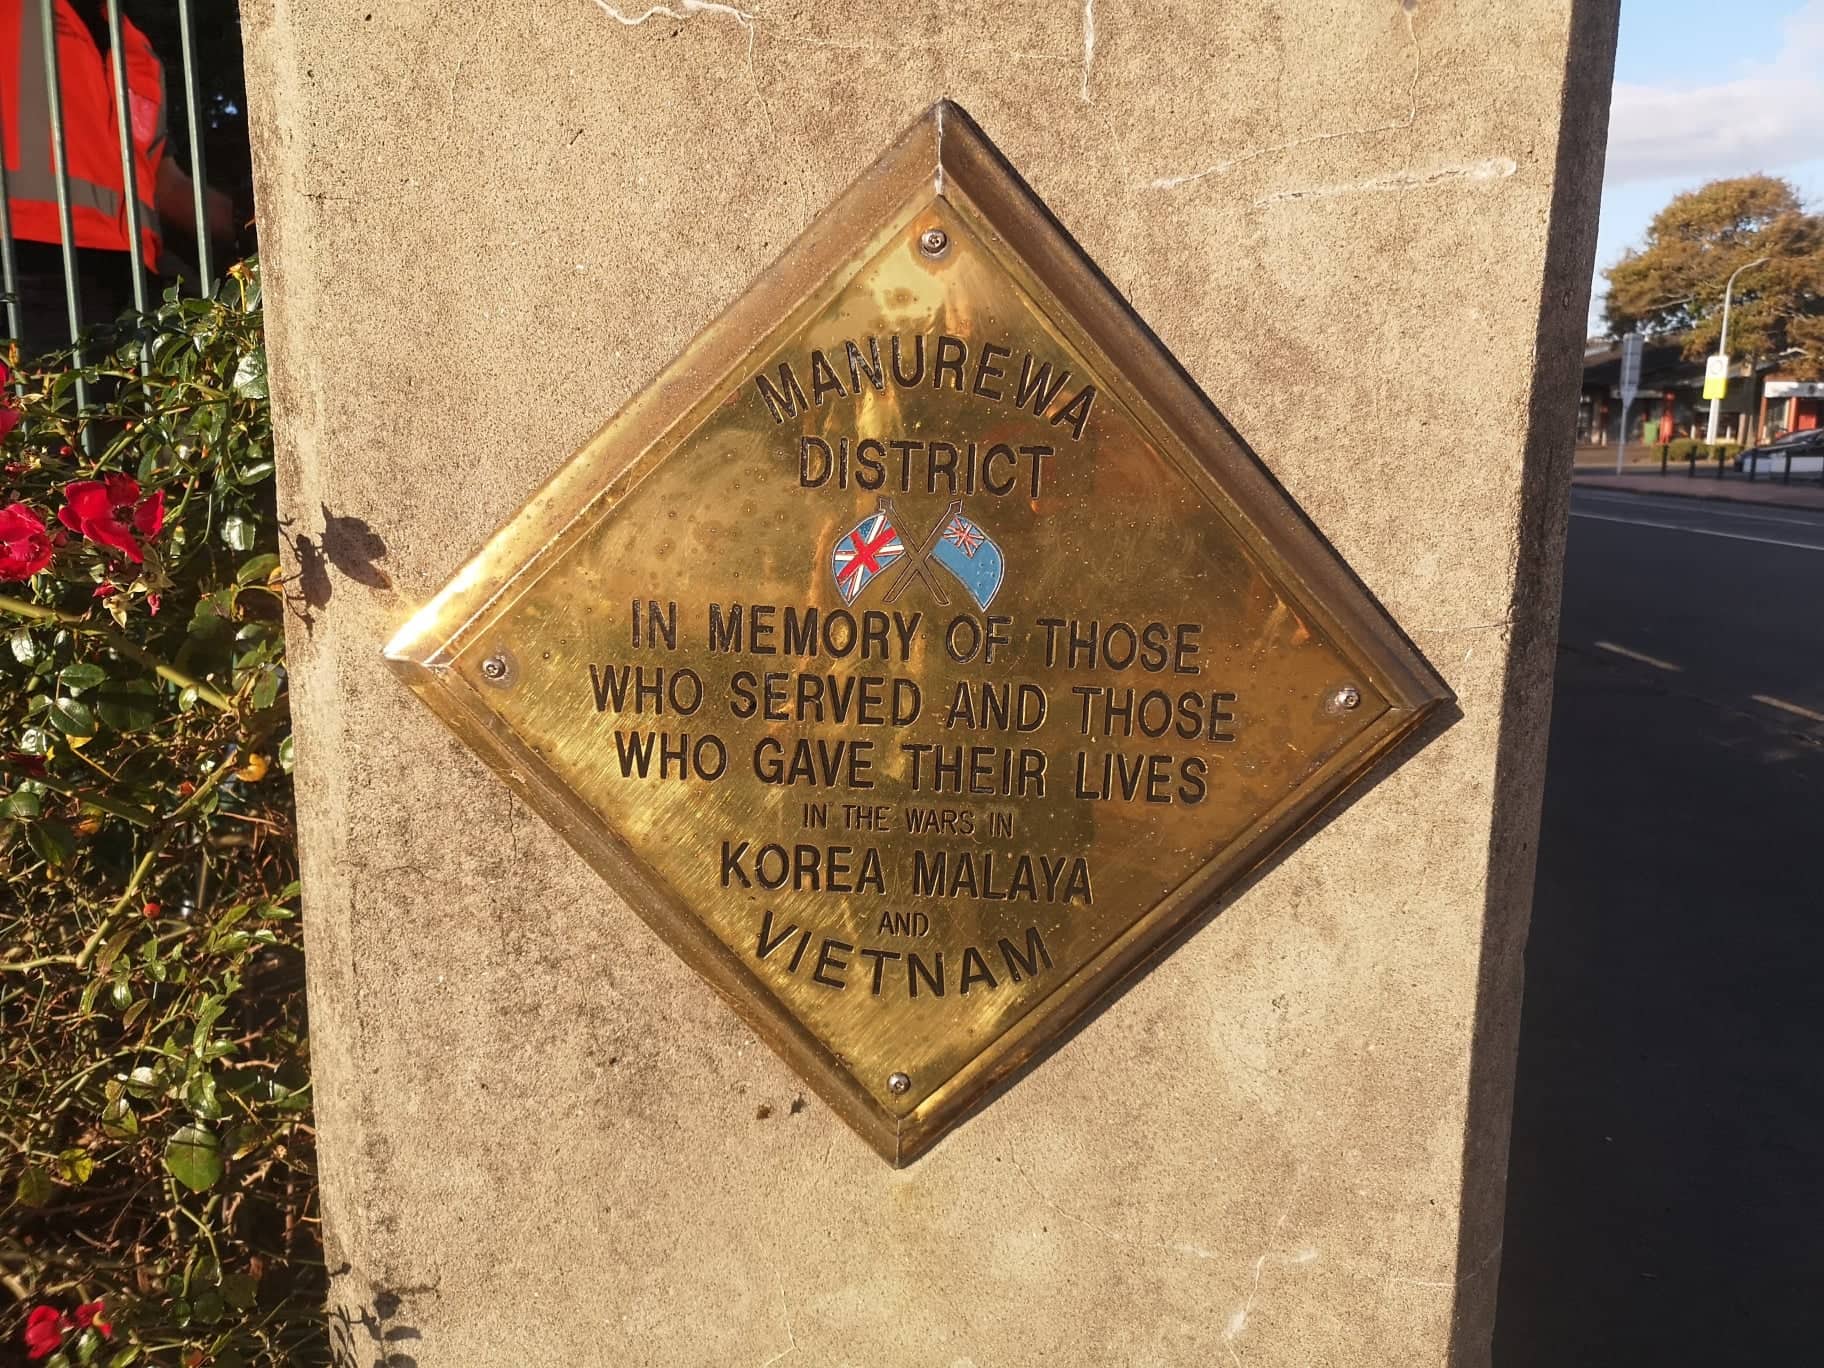 MANUREWA
DISTRICT
IN MEMORY OF THOSE
WHO SERVED AND THOSE
WHO GAVE THEIR LIVES
IN THE WARS IN
KOREA MALAYA
AND
VIETNAM